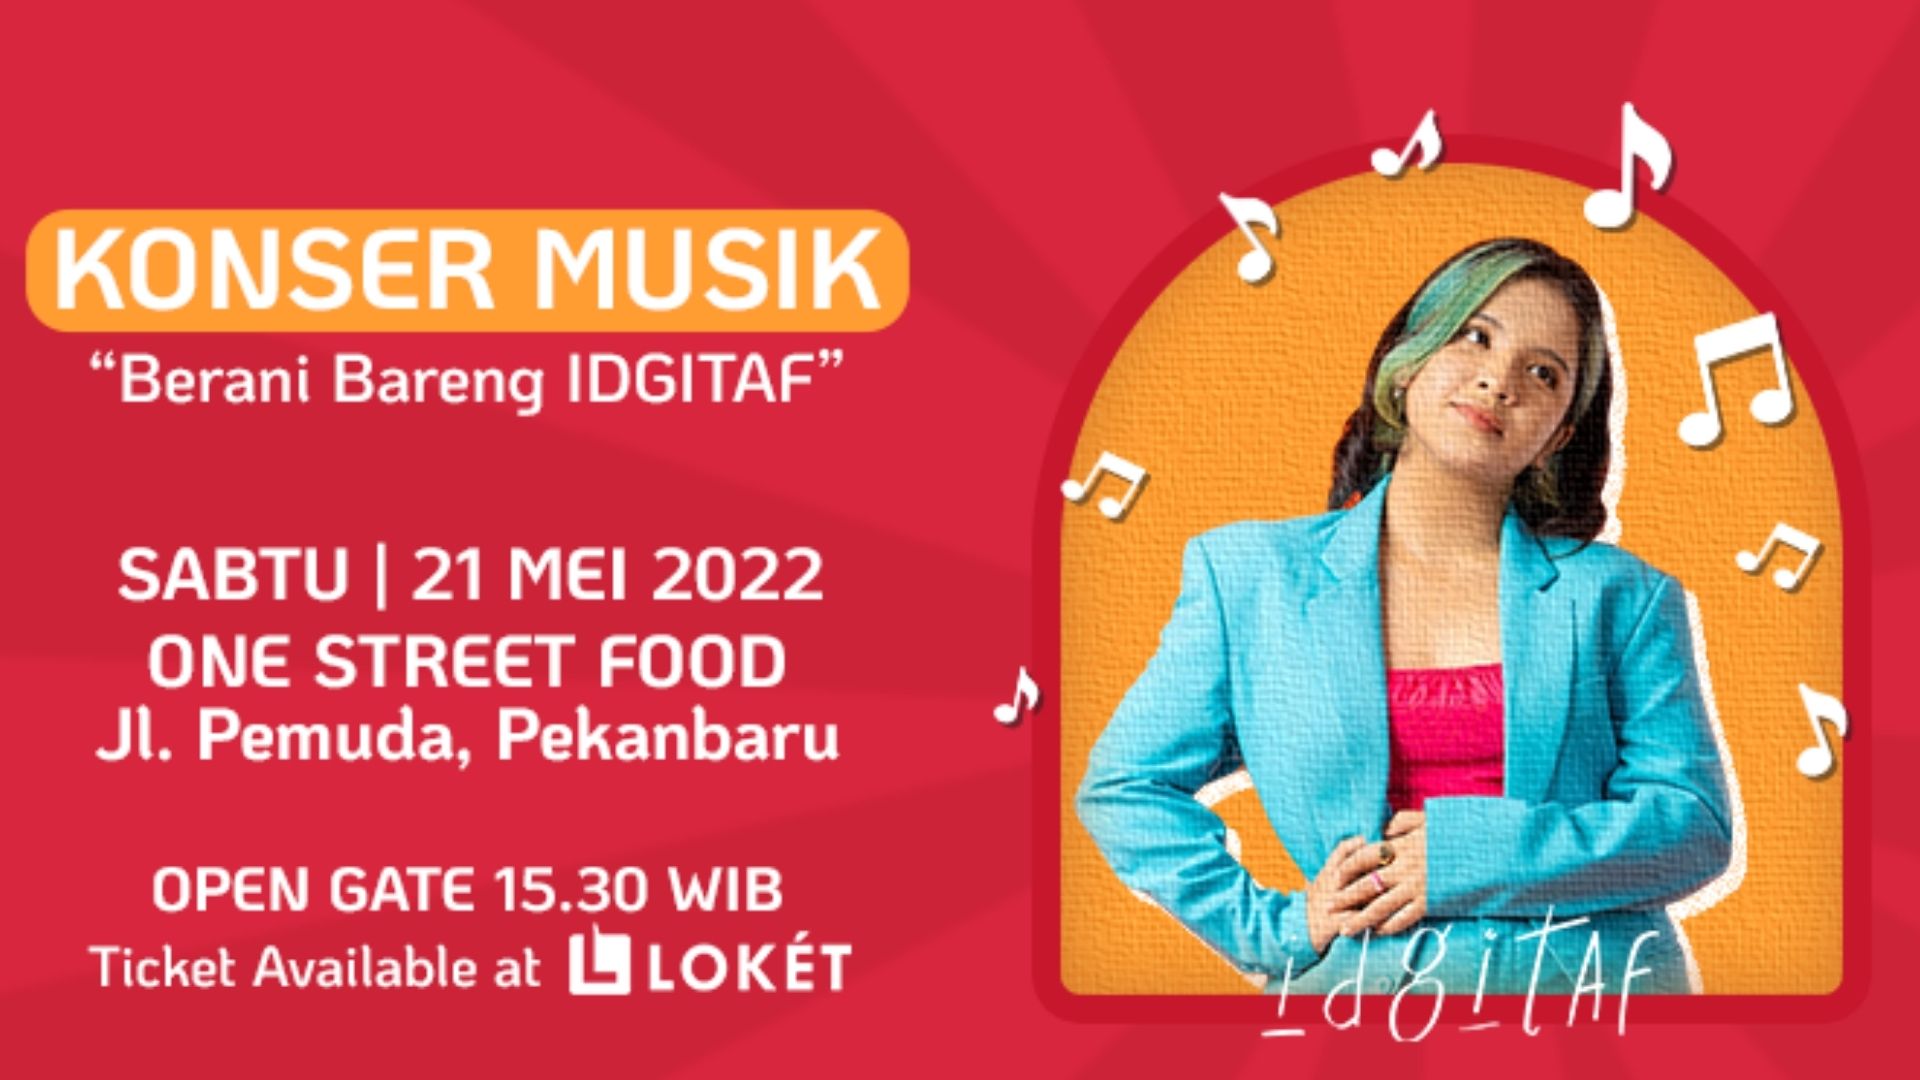 KONSER MUSIK
“Berani Bareng IDGITAF”
SABTU | 21 MEI 2022
ONE STREET FOOD
Jl. Pemuda, Pekanbaru
OPEN GATE 15.30 WIB
Ticket Available at LOKÉT
idgitAF